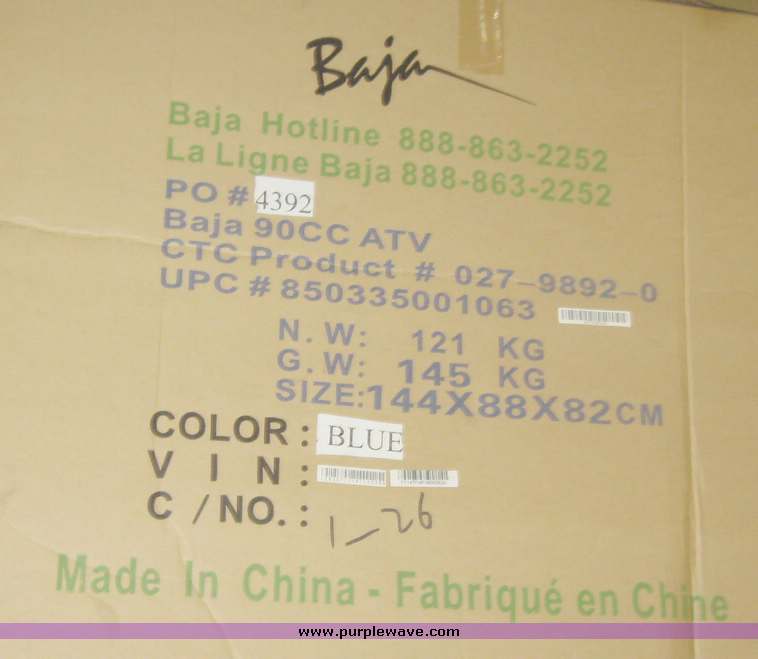 Baja
Baja Hotline 888-863-2252
La Ligne Baja 888-863-2252
PO # 4392
Baja 90CC ATV
CTC Product # 027-9892-0
UPC # 850335001063
N.W: 121 KG
G.W: 145 KG
SIZE:144X88X82CM
COLOR: BLUE
VIN:
C/NO.: 1-26
Made In China - Fabriqué en Chine
www.purplewave.com